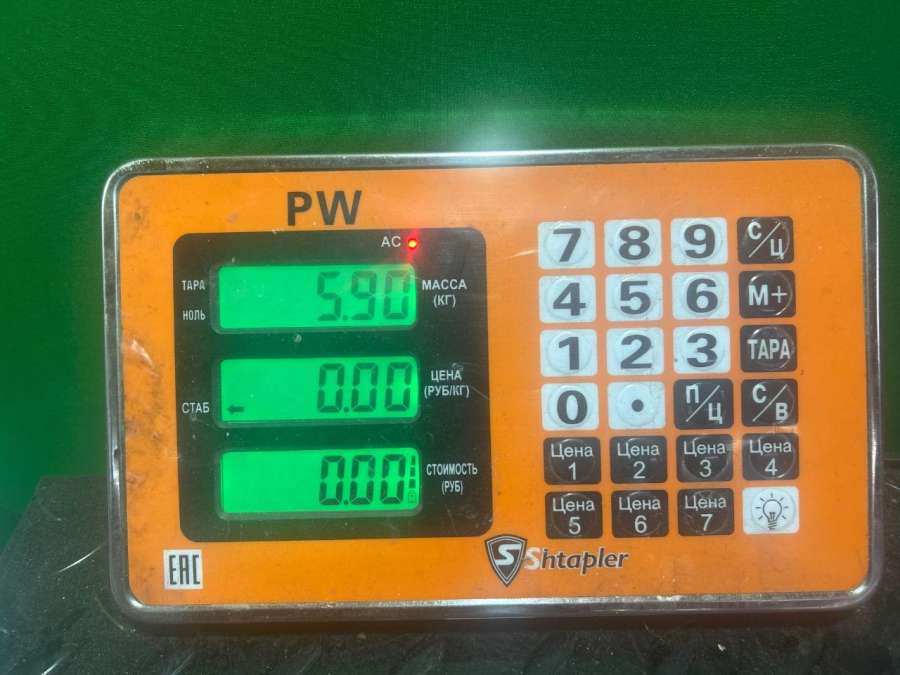 PW
AC
ТАРА
НОЛЬ
5.90
МАССА
(КГ)
СТАБ
0.00
ЦЕНА
(РУБ/КГ)
0.00
СТОИМОСТЬ
(РУБ)
7 8 9 С/Ц
4 5 6 М+
1 2 3 ТАРА
0 . П/Ц С/В
Цена 1 Цена 2 Цена 3 Цена 4
Цена 5 Цена 6 Цена 7
EAC
S Shtapler